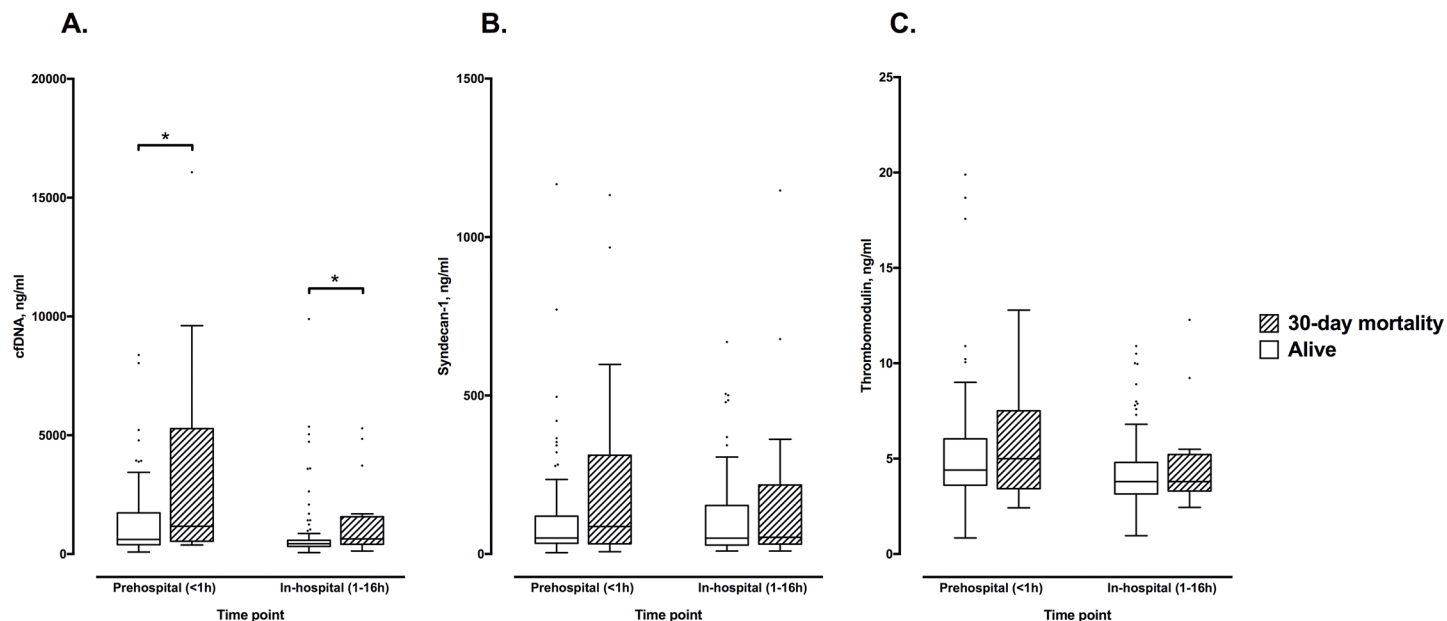 A.
B.
C.
20000
15000
10000
5000
0
cfDNA, ng/ml
*
*
Prehospital (<1h)
In-hospital (1-16h)
Time point
1500
1000
500
0
Syndecan-1, ng/ml
Prehospital (<1h)
In-hospital (1-16h)
Time point
25
20
15
10
5
0
Thrombomodulin, ng/ml
Prehospital (<1h)
In-hospital (1-16h)
Time point
30-day mortality
Alive